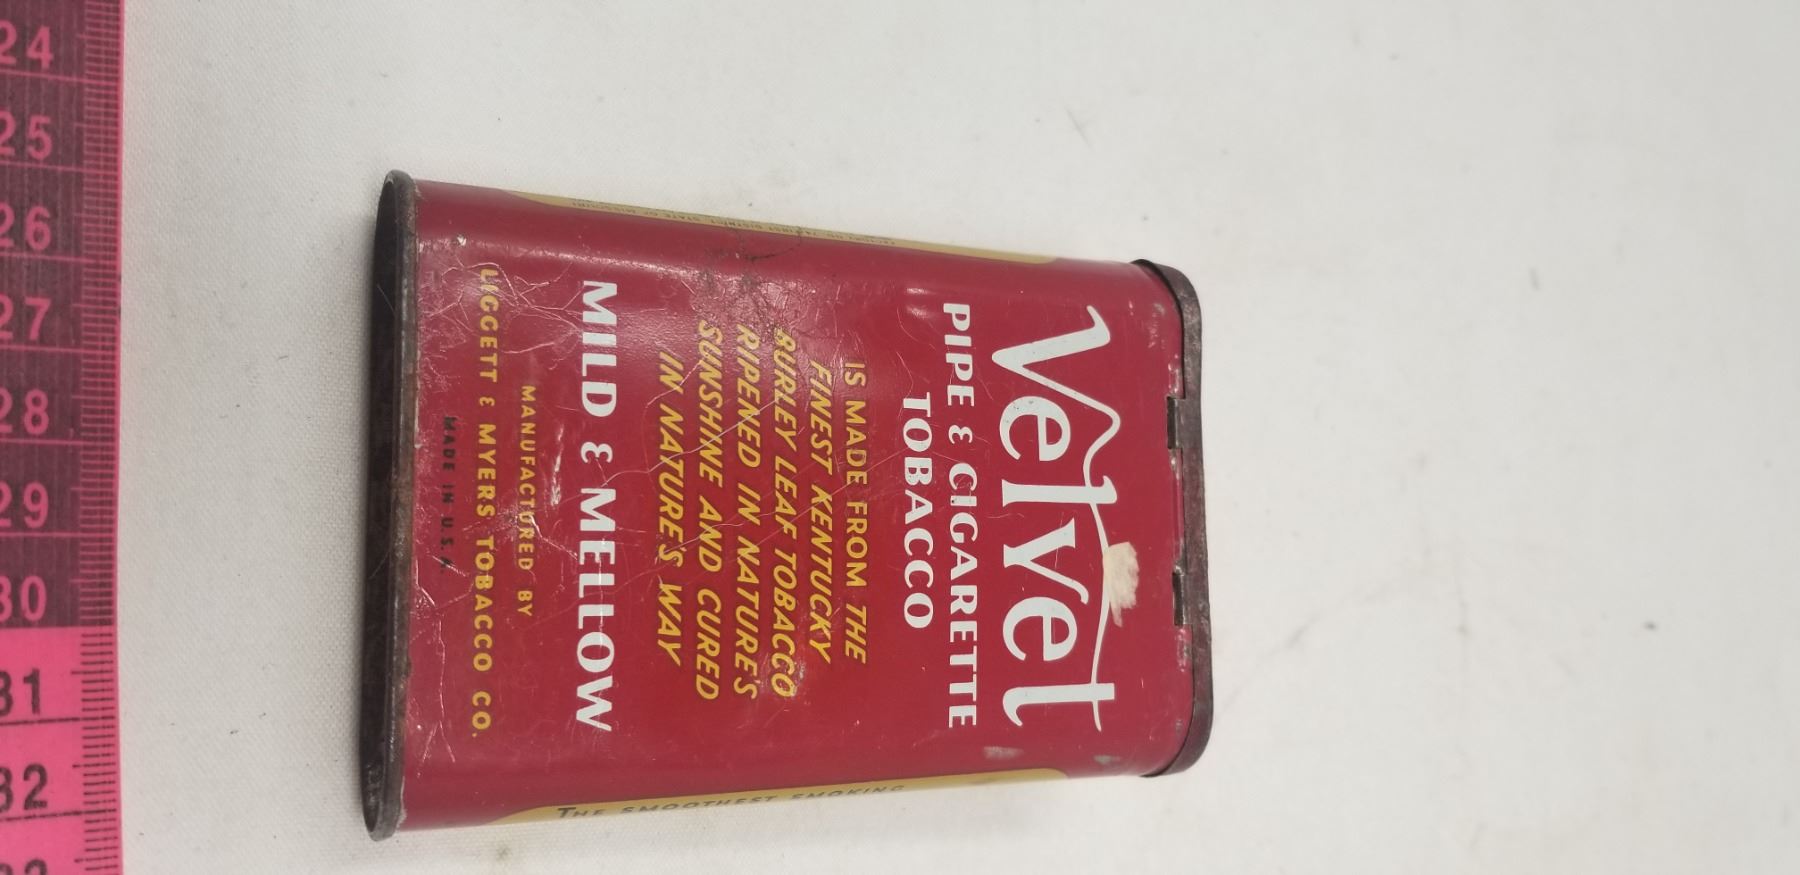 Velvet
PIPE & CIGARETTE
TOBACCO
IS MADE FROM THE
FINEST KENTUCKY
BURLEY LEAF TOBACCO
RIPENED IN NATURE'S
SUNSHINE AND CURED
IN NATURE'S WAY
MILD & MELLOW
MANUFACTURED BY
LIGGETT & MYERS TOBACCO CO.
MADE IN U.S.A.
THE SMOOTHEST SMOKING
24
25
26
27
28
29
30
31
32